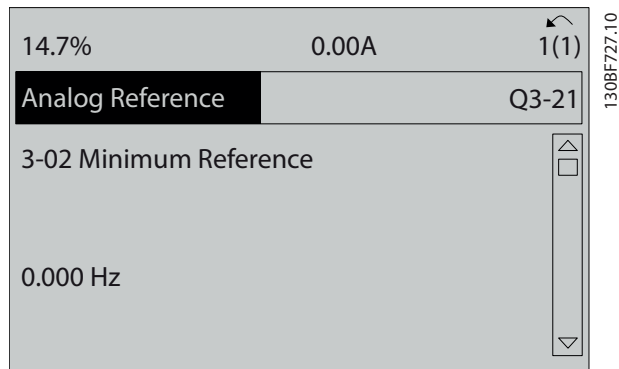 14.7% 0.00A 1(1)
Analog Reference Q3-21
3-02 Minimum Reference
0.000 Hz
130BF727.10